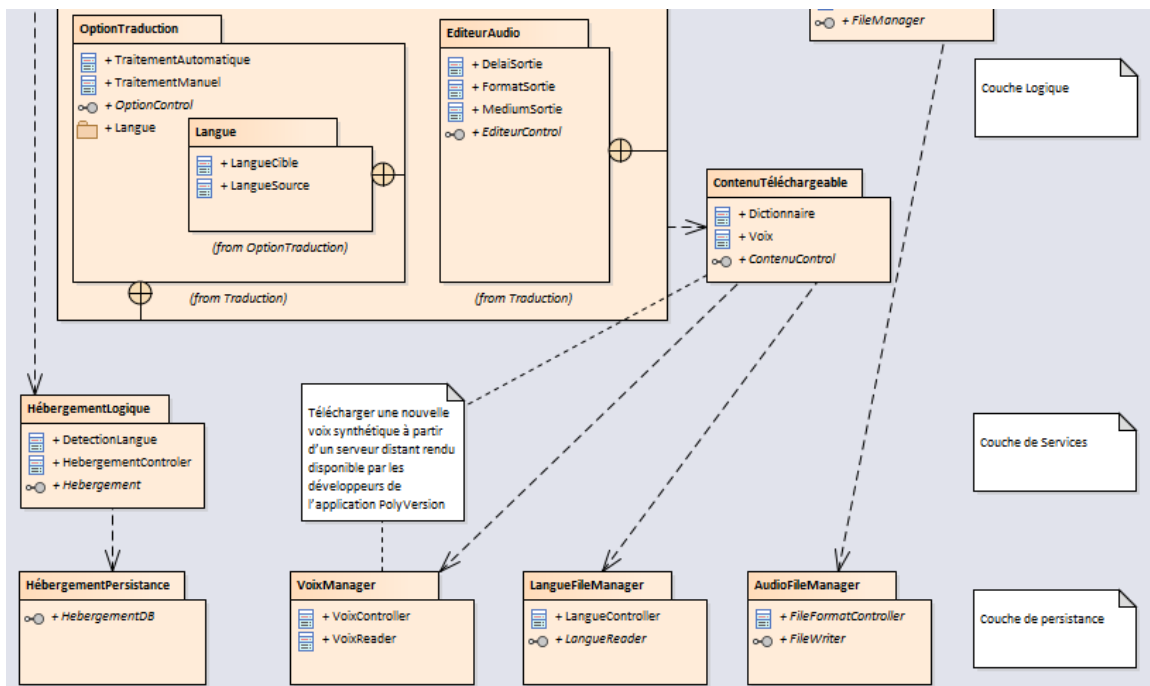 + FileManager
OptionTraduction
+ TraitementAutomatique
+ TraitementManuel
+ OptionControl
+ Langue
Langue
+ LangueCible
+ LangueSource
(from OptionTraduction)
(from Traduction)
EditeurAudio
+ DelaiSortie
+ FormatSortie
+ MediumSortie
+ EditeurControl
(from Traduction)
Couche Logique
ContenuTéléchargeable
+ Dictionnaire
+ Voix
+ ContenuControl
HébergementLogique
+ DetectionLangue
+ HebergementControler
+ Hebergement
Télécharger une nouvelle
voix synthétique à partir
d'un serveur distant rendu
disponible par les
développeurs de
l'application PolyVersion
Couche de Services
HébergementPersistance
+ HebergementDB
VoixManager
+ VoixController
+ VoixReader
LangueFileManager
+ LangueController
+ LangueReader
AudioFileManager
+ FileFormatController
+ FileWriter
Couche de persistance